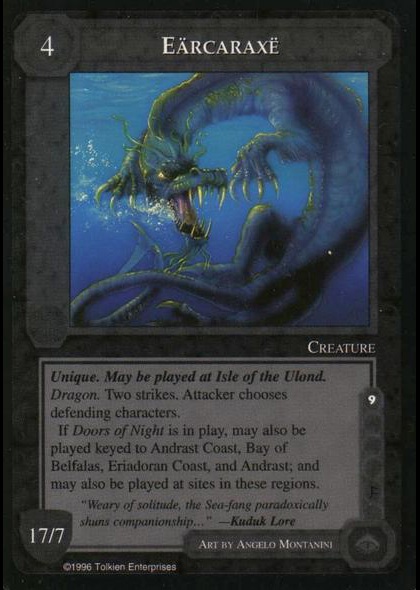 4
EÄRCARAXË
CREATURE
Unique. May be played at Isle of the Ulond.
Dragon. Two strikes. Attacker chooses
defending characters.
If Doors of Night is in play, may also be
played keyed to Andrast Coast, Bay of
Belfalas, Eriadoran Coast, and Andrast; and
may also be played at sites in these regions.
"Weary of solitude, the Sea-fang paradoxically
shuns companionship…" —Kuduk Lore
9
17/7
ART BY ANGELO MONTANINI
©1996 Tolkien Enterprises